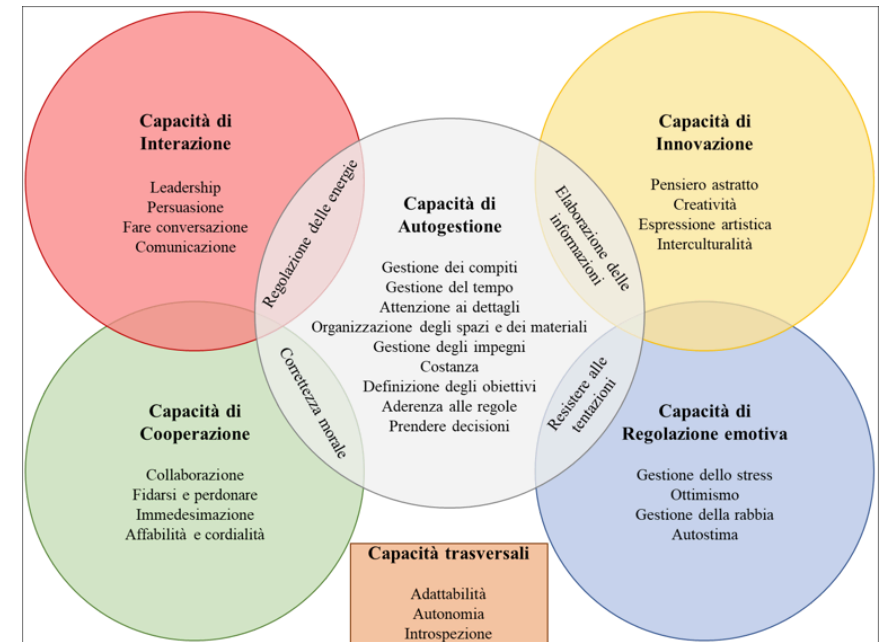 Capacità di
Interazione
Leadership
Persuasione
Fare conversazione
Comunicazione
Regolazione delle energie
Capacità di
Autogestione
Gestione dei compiti
Gestione del tempo
Attenzione ai dettagli
Organizzazione degli spazi e dei materiali
Gestione degli impegni
Costanza
Definizione degli obiettivi
Aderenza alle regole
Prendere decisioni
Elaborazione delle
informazioni
Capacità di
Innovazione
Pensiero astratto
Creatività
Espressione artistica
Interculturalità
Capacità di
Cooperazione
Collaborazione
Fidarsi e perdonare
Immedesimazione
Affabilità e cordialità
Correttezza morale
Resistere alle
tentazioni
Capacità di
Regolazione emotiva
Gestione dello stress
Ottimismo
Gestione della rabbia
Autostima
Capacità trasversali
Adattabilità
Autonomia
Introspezione